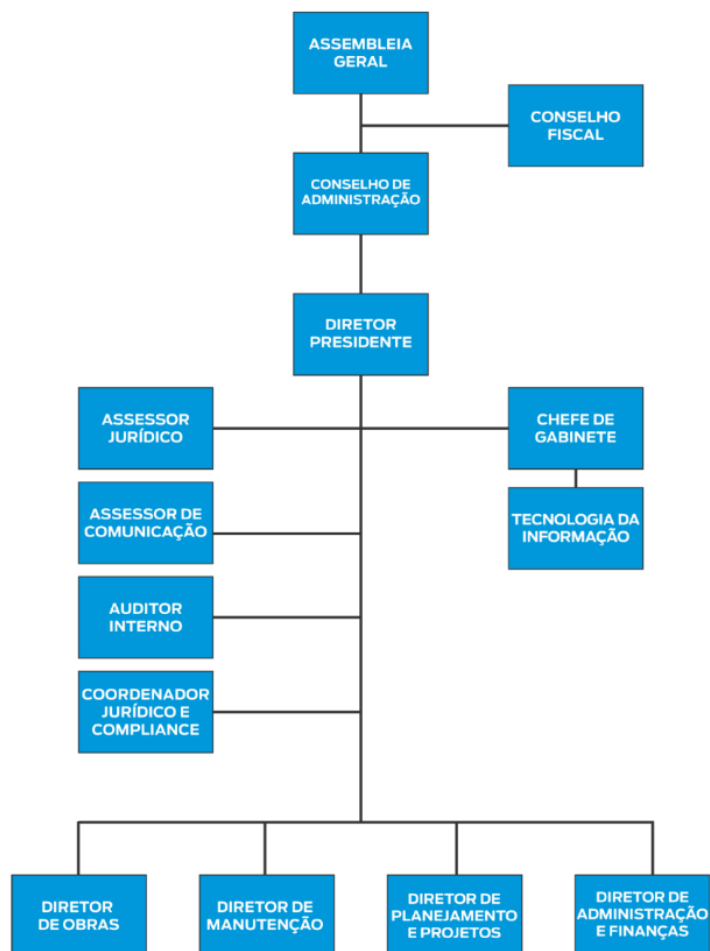 ASSEMBLEIA
GERAL
CONSELHO
FISCAL
CONSELHO DE
ADMINISTRAÇÃO
DIRETOR
PRESIDENTE
ASSESSOR
JURÍDICO
CHEFE DE
GABINETE
ASSESSOR DE
COMUNICAÇÃO
TECNOLOGIA DA
INFORMAÇÃO
AUDITOR
INTERNO
COORDENADOR
JURÍDICO E
COMPLIANCE
DIRETOR
DE OBRAS
DIRETOR DE
MANUTENÇÃO
DIRETOR DE
PLANEJAMENTO
E PROJETOS
DIRETOR DE
ADMINISTRAÇÃO
E FINANÇAS